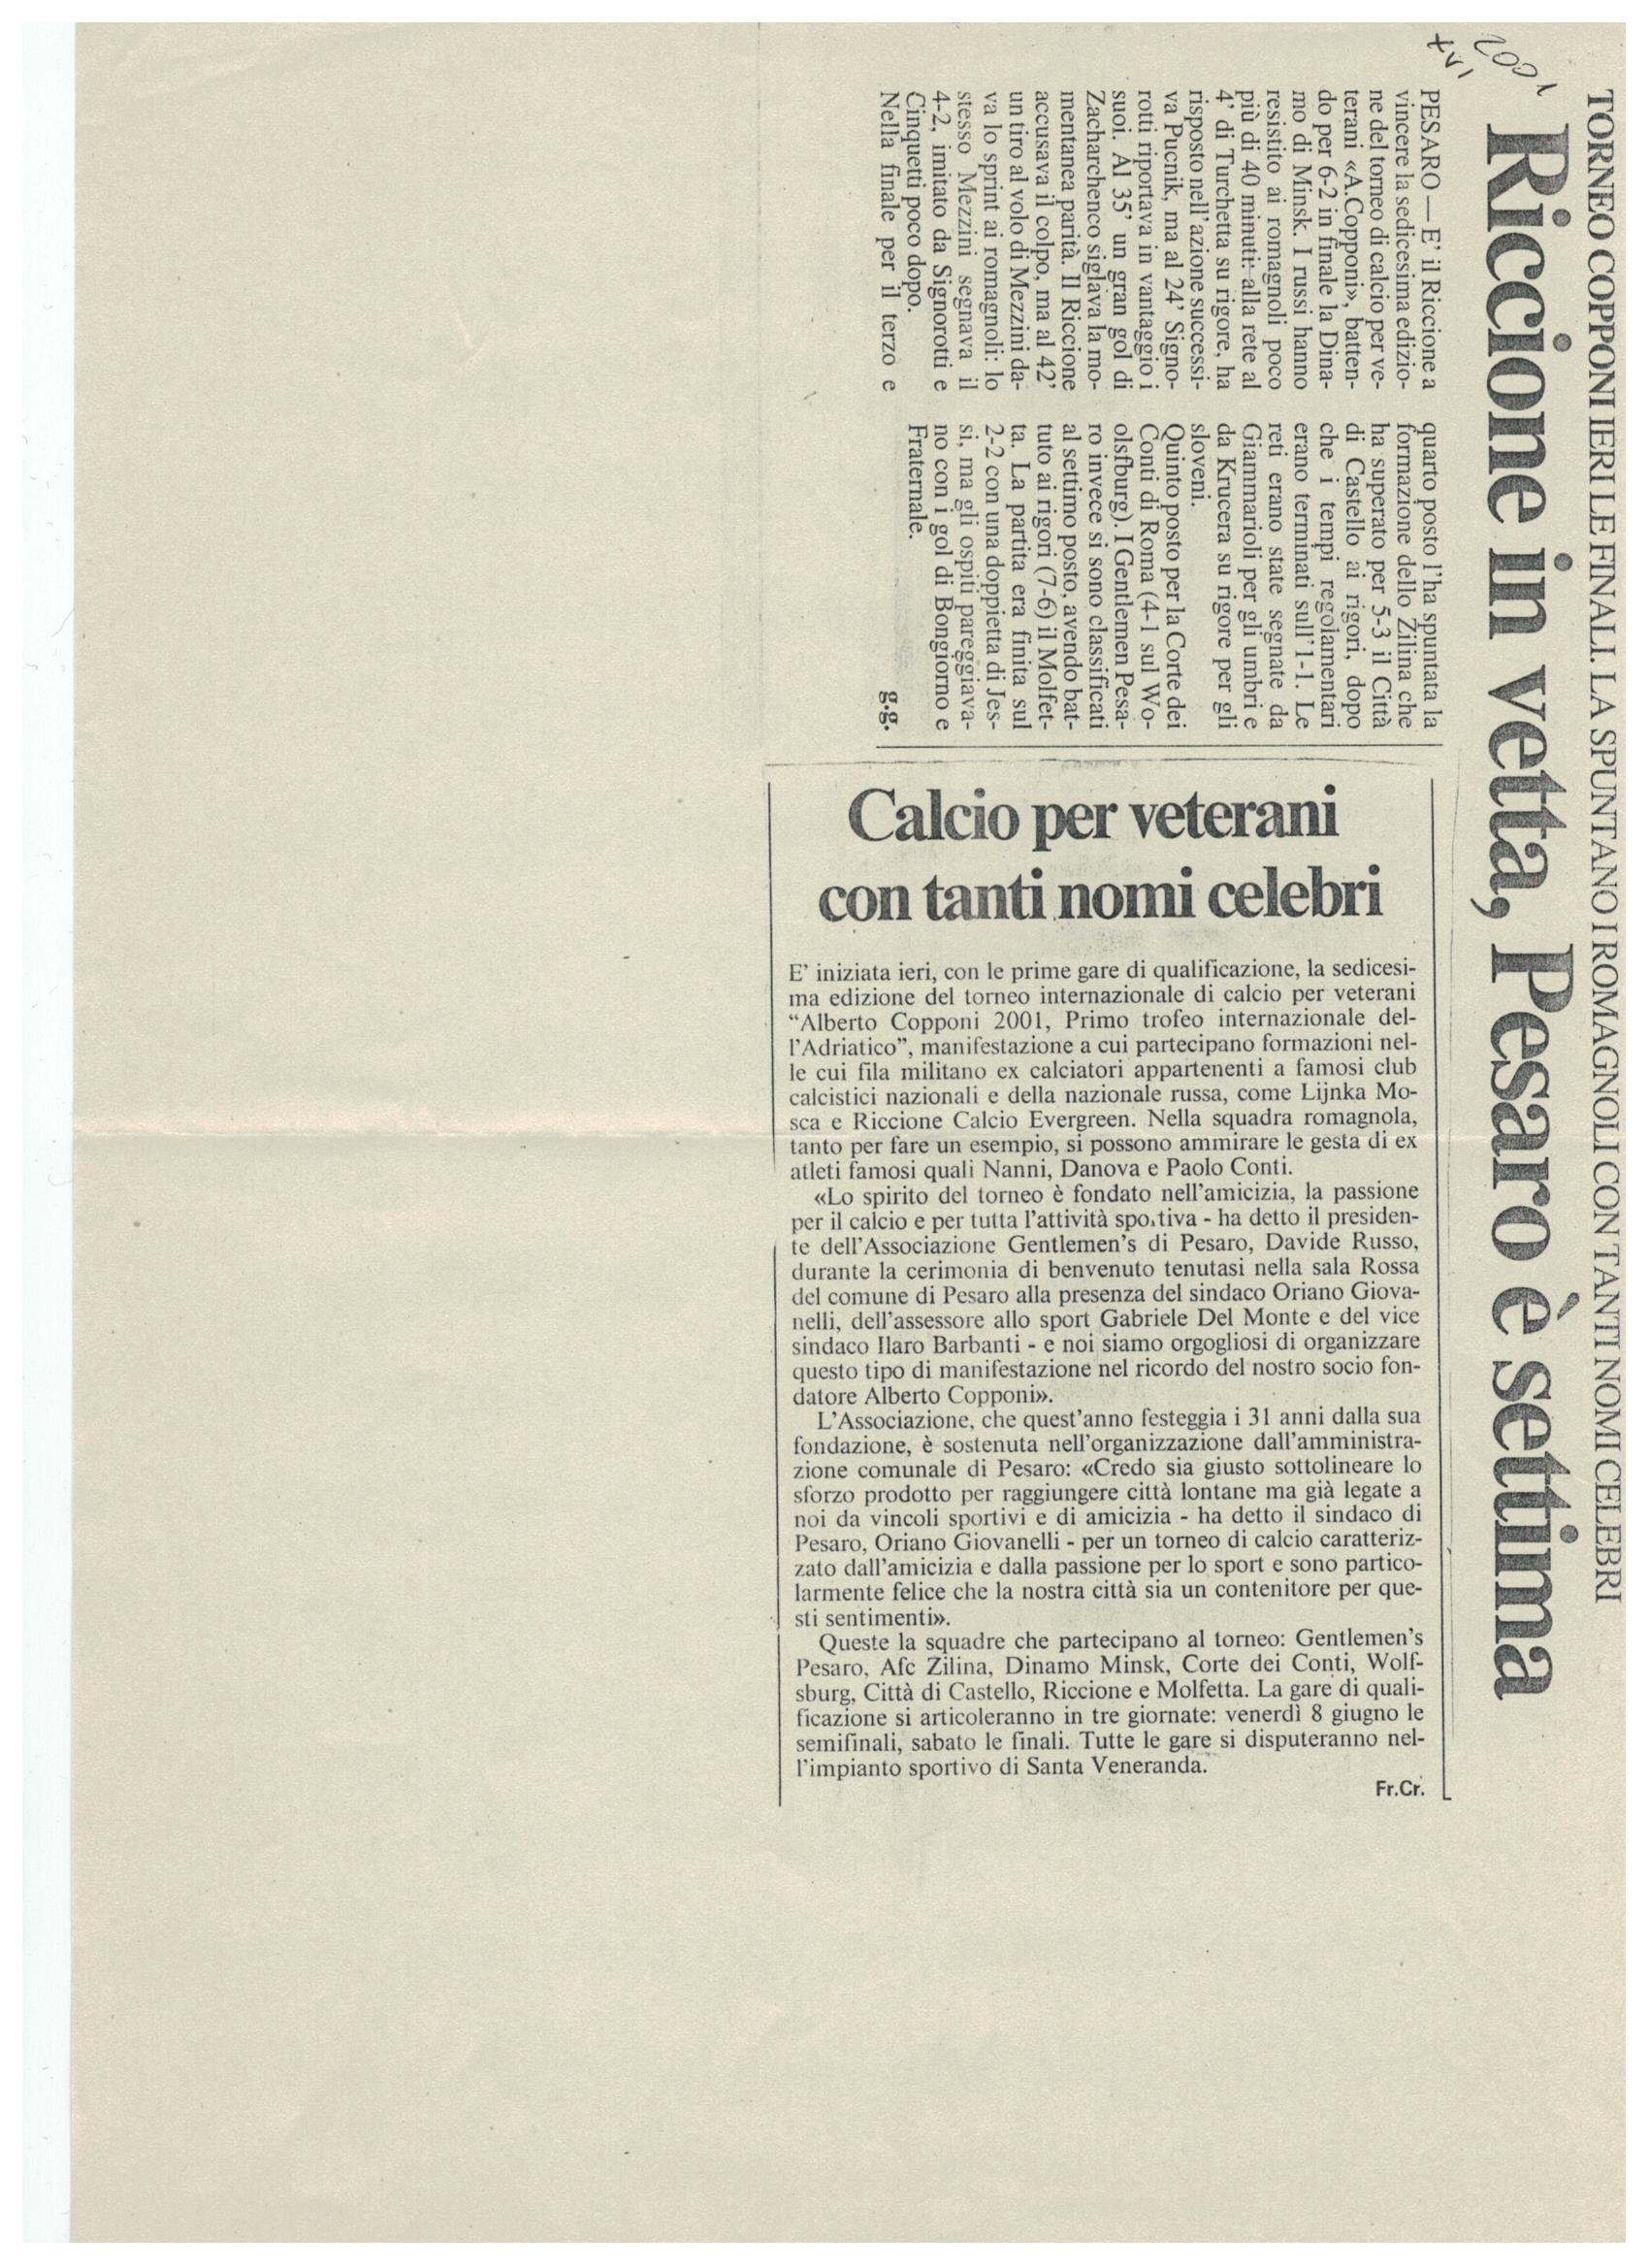 2001
XVI
TORNEO COPPONI IERI LE FINALI. LA SPUNTANO I ROMAGNOLI CON TANTI NOMI CELEBRI
Riccione in vetta, Pesaro è settima
PESARO — E' il Riccione a
vincere la sedicesima edizio-
ne del torneo di calcio per ve-
terani «A.Copponi», batten-
do per 6-2 in finale la Dina-
mo di Minsk. I russi hanno
resistito ai romagnoli poco
più di 40 minuti: alla rete al
4' di Turchetta su rigore, ha
risposto nell'azione successi-
va Pucnik, ma al 24' Signo-
rotti riportava in vantaggio i
suoi. Al 35' un gran gol di
Zacharchenco siglava la mo-
mentanea parità. Il Riccione
accusava il colpo, ma al 42'
un tiro al volo di Mezzini da-
va lo sprint ai romagnoli: lo
stesso Mezzini segnava il
4-2, imitato da Signorotti e
Cinquetti poco dopo.
Nella finale per il terzo e
quarto posto l'ha spuntata la
formazione dello Zilina che
ha superato per 5-3 il Città
di Castello ai rigori, dopo
che i tempi regolamentari
erano terminati sull'1-1. Le
reti erano state segnate da
Giammarioli per gli umbri e
da Krucera su rigore per gli
sloveni.
Quinto posto per la Corte dei
Conti di Roma (4-1 sul Wo-
olsfburg). I Gentlemen Pesa-
ro invece si sono classificati
al settimo posto, avendo bat-
tuto ai rigori (7-6) il Molfet-
ta. La partita era finita sul
2-2 con una doppietta di Jes-
si, ma gli ospiti pareggiava-
no con i gol di Bongiorno e
Fraternale.
g.g.
Calcio per veterani
con tanti nomi celebri
E' iniziata ieri, con le prime gare di qualificazione, la sedicesi-
ma edizione del torneo internazionale di calcio per veterani
“Alberto Copponi 2001, Primo trofeo internazionale del-
l'Adriatico”, manifestazione a cui partecipano formazioni nel-
le cui fila militano ex calciatori appartenenti a famosi club
calcistici nazionali e della nazionale russa, come Lijnka Mo-
sca e Riccione Calcio Evergreen. Nella squadra romagnola,
tanto per fare un esempio, si possono ammirare le gesta di ex
atleti famosi quali Nanni, Danova e Paolo Conti.
«Lo spirito del torneo è fondato nell'amicizia, la passione
per il calcio e per tutta l'attività sportiva - ha detto il presiden-
te dell'Associazione Gentlemen's di Pesaro, Davide Russo,
durante la cerimonia di benvenuto tenutasi nella sala Rossa
del comune di Pesaro alla presenza del sindaco Oriano Giova-
nelli, dell'assessore allo sport Gabriele Del Monte e del vice
sindaco Ilaro Barbanti - e noi siamo orgogliosi di organizzare
questo tipo di manifestazione nel ricordo del nostro socio fon-
datore Alberto Copponi».
L'Associazione, che quest'anno festeggia i 31 anni dalla sua
fondazione, è sostenuta nell'organizzazione dall'amministra-
zione comunale di Pesaro: «Credo sia giusto sottolineare lo
sforzo prodotto per raggiungere città lontane ma già legate a
noi da vincoli sportivi e di amicizia - ha detto il sindaco di
Pesaro, Oriano Giovanelli - per un torneo di calcio caratteriz-
zato dall'amicizia e dalla passione per lo sport e sono partico-
larmente felice che la nostra città sia un contenitore per que-
sti sentimenti».
Queste la squadre che partecipano al torneo: Gentlemen's
Pesaro, Afc Zilina, Dinamo Minsk, Corte dei Conti, Wolf-
sburg, Città di Castello, Riccione e Molfetta. La gare di quali-
ficazione si articoleranno in tre giornate: venerdì 8 giugno le
semifinali, sabato le finali. Tutte le gare si disputeranno nel-
l'impianto sportivo di Santa Veneranda.
Fr.Cr.